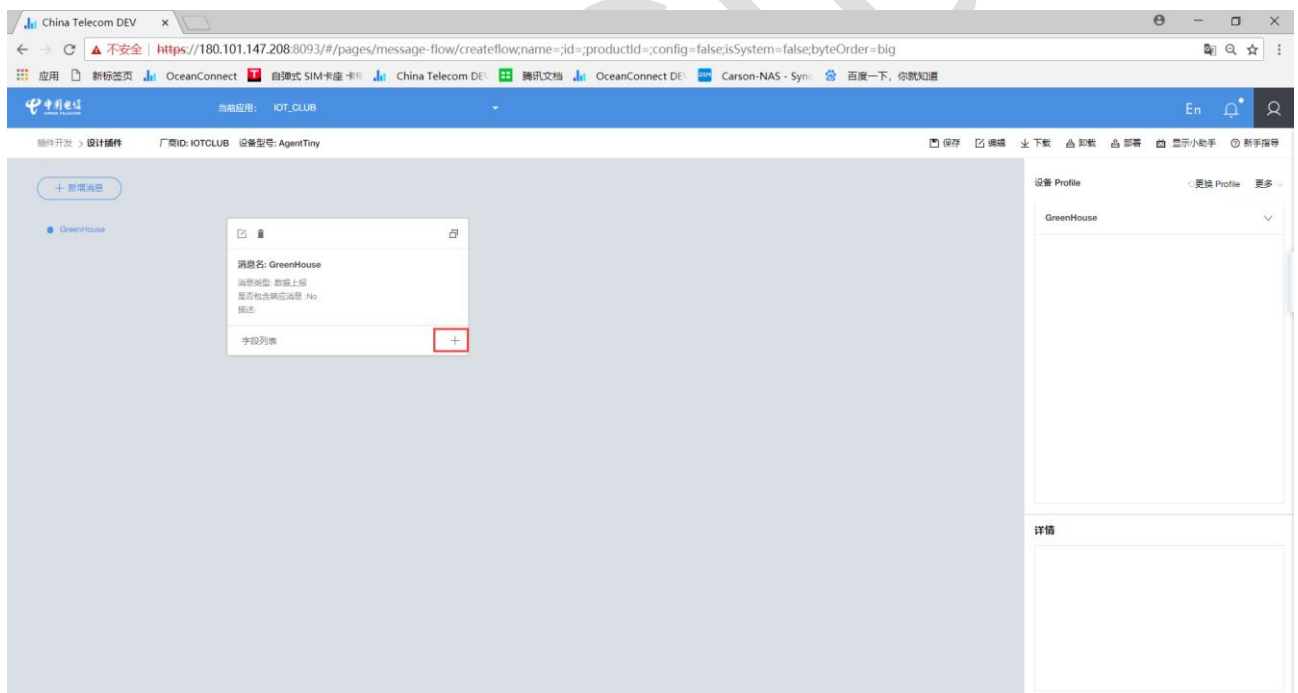 China Telecom DEV
不安全 | https://180.101.147.208:8093/#/pages/message-flow/createflow;name=;id=;productId=;config=false;isSystem=false;byteOrder=big
应用 新标签页 OceanConnect 自弹式 SIM卡座 China Telecom DE 腾讯文档 OceanConnect DE Carson-NAS - Syn 百度一下，你就知道
中国电信 当前应用： IOT_CLUB En
CHINA TELECOM
插件开发 > 设计插件 厂商ID: IOTCLUB 设备型号: AgentTiny 保存 编辑 下载 卸载 部署 显示小助手 新手指导
+ 新增消息
GreenHouse
消息名: GreenHouse
消息类型: 数据上报
是否包含响应消息 :No
描述:
字段列表 +
设备 Profile 更换 Profile 更多
GreenHouse
详情